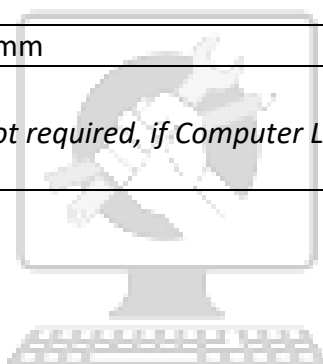 mm
ot required, if Computer L